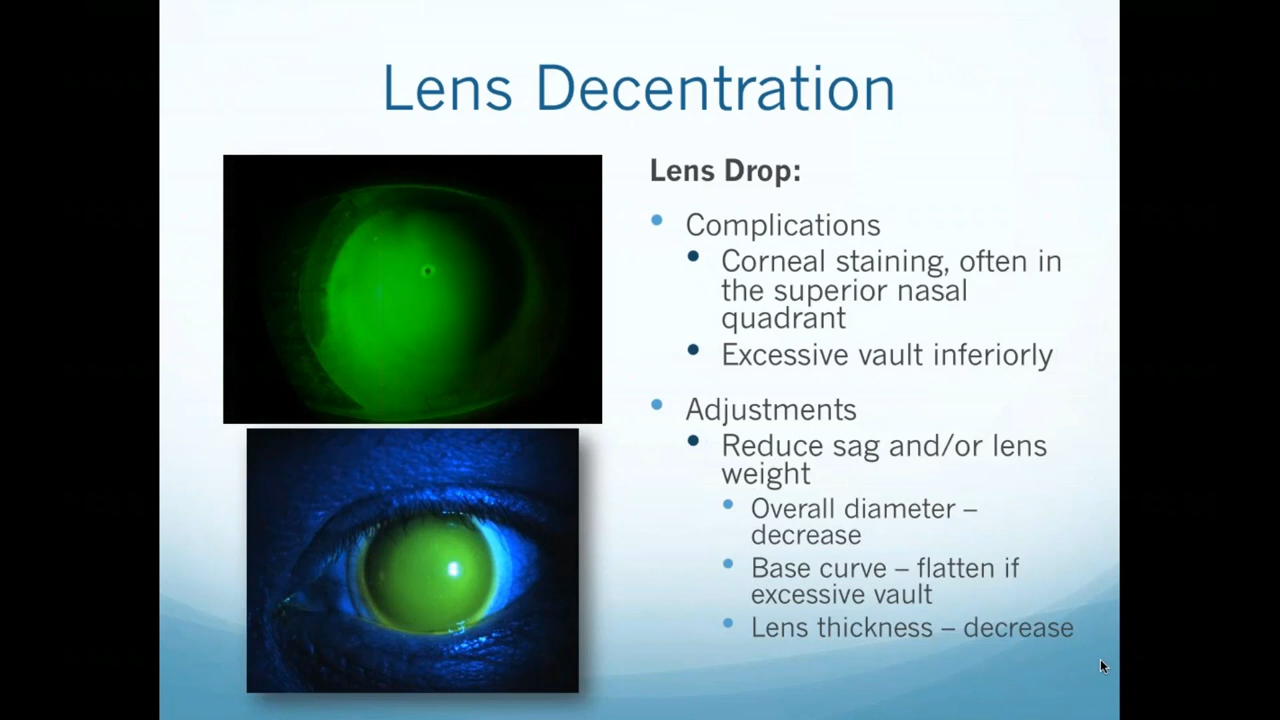 Lens Decentration
Lens Drop:
Complications
Corneal staining, often in
the superior nasal
quadrant
Excessive vault inferiorly
Adjustments
Reduce sag and/or lens
weight
Overall diameter –
decrease
Base curve – flatten if
excessive vault
Lens thickness – decrease